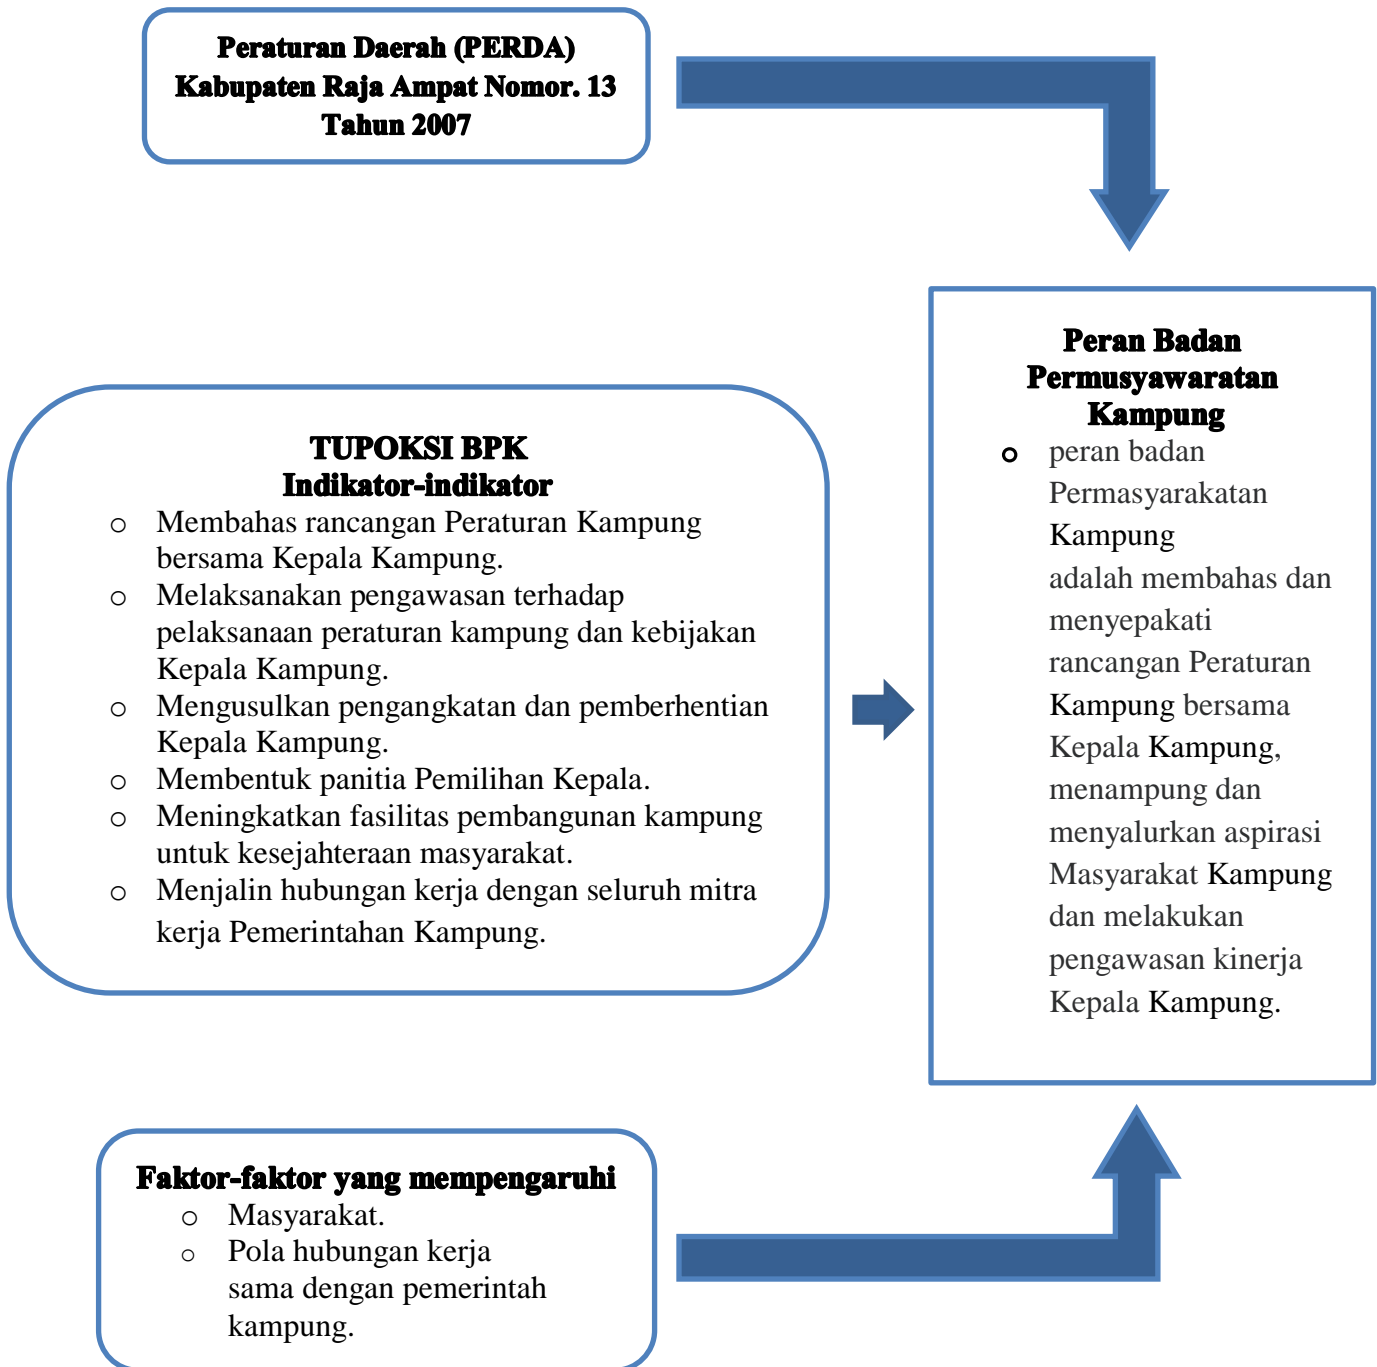 Peraturan Daerah (PERDA)
Kabupaten Raja Ampat Nomor. 13
Tahun 2007
TUPOKSI BPK
Indikator-indikator
o Membahas rancangan Peraturan Kampung
bersama Kepala Kampung.
o Melaksanakan pengawasan terhadap
pelaksanaan peraturan kampung dan kebijakan
Kepala Kampung.
o Mengusulkan pengangkatan dan pemberhentian
Kepala Kampung.
o Membentuk panitia Pemilihan Kepala.
o Meningkatkan fasilitas pembangunan kampung
untuk kesejahteraan masyarakat.
o Menjalin hubungan kerja dengan seluruh mitra
kerja Pemerintahan Kampung.
Peran Badan
Permusyawaratan
Kampung
o peran badan
Permasyarakatan
Kampung
adalah membahas dan
menyepakati
rancangan Peraturan
Kampung bersama
Kepala Kampung,
menampung dan
menyalurkan aspirasi
Masyarakat Kampung
dan melakukan
pengawasan kinerja
Kepala Kampung.
Faktor-faktor yang mempengaruhi
o Masyarakat.
o Pola hubungan kerja
sama dengan pemerintah
kampung.